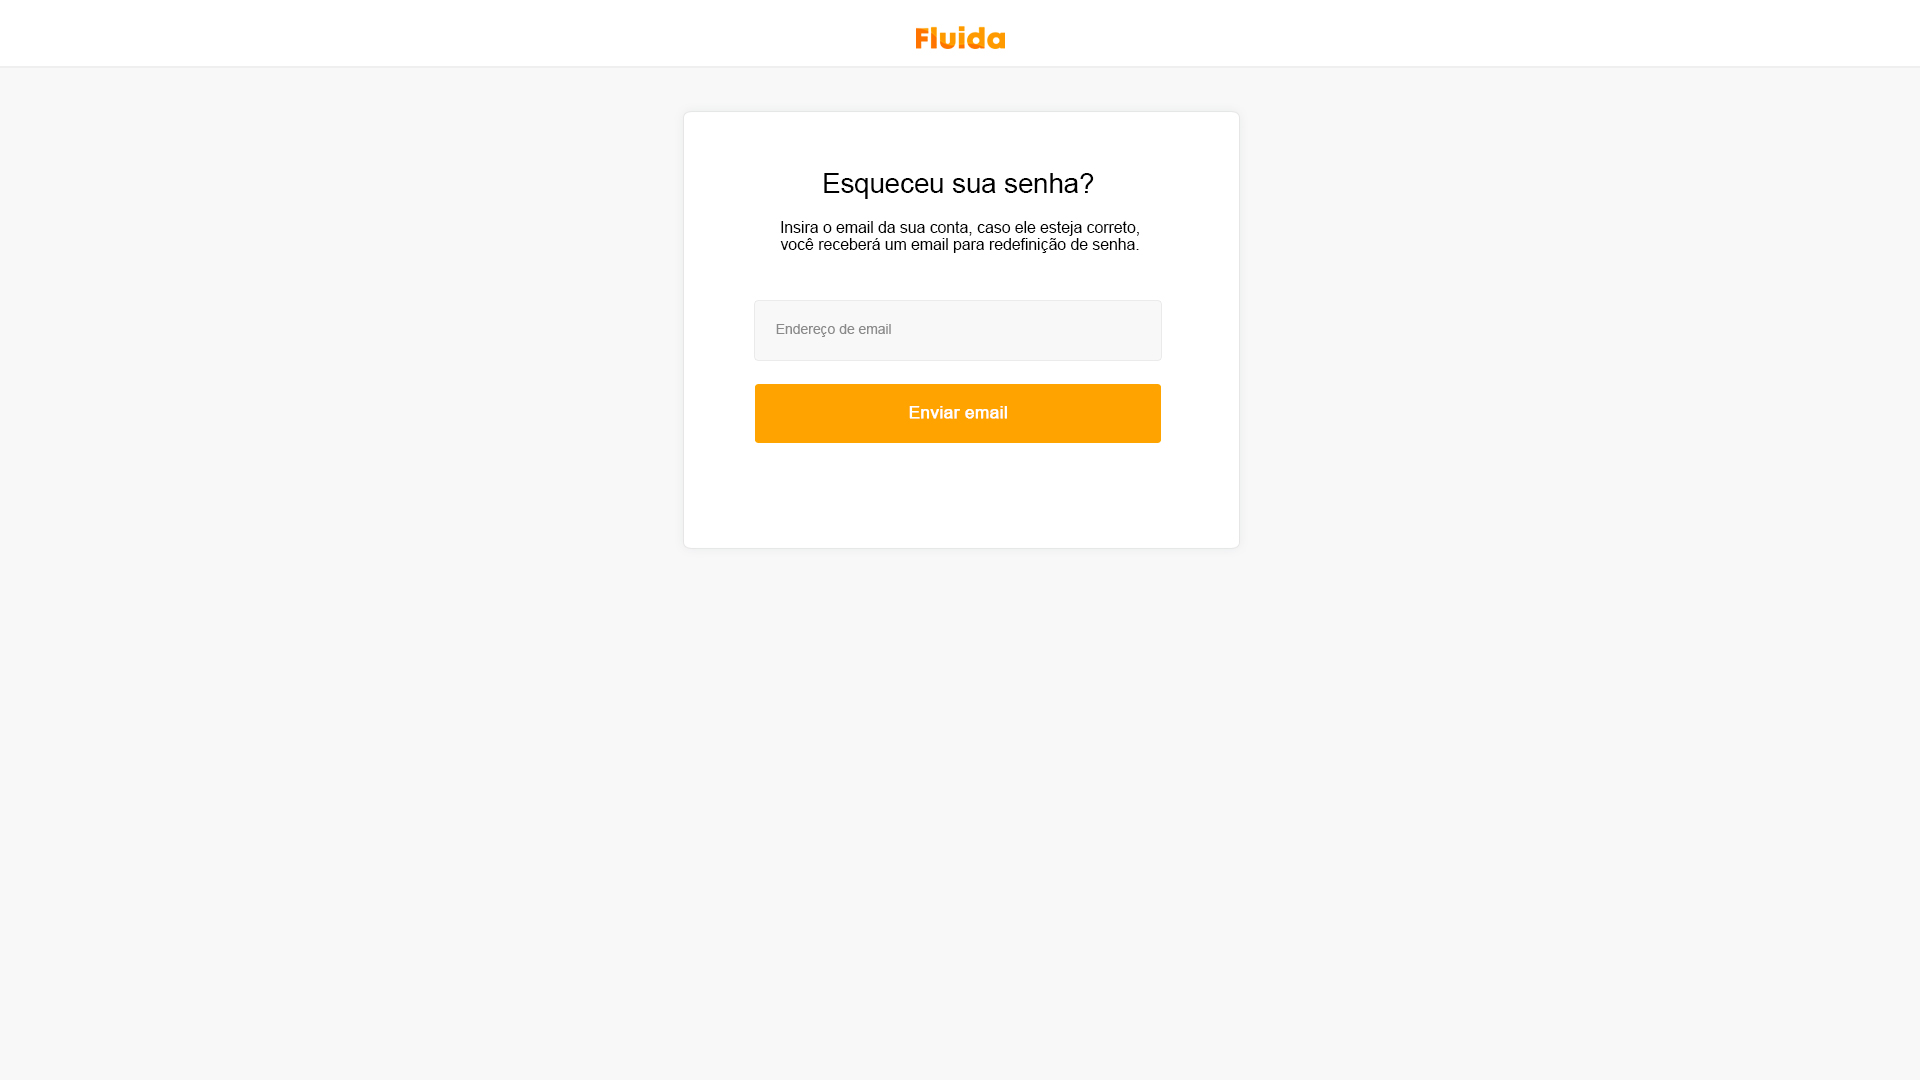 Fluida
Esqueceu sua senha?
Insira o email da sua conta, caso ele esteja correto,
você receberá um email para redefinição de senha.
Endereço de email
Enviar email